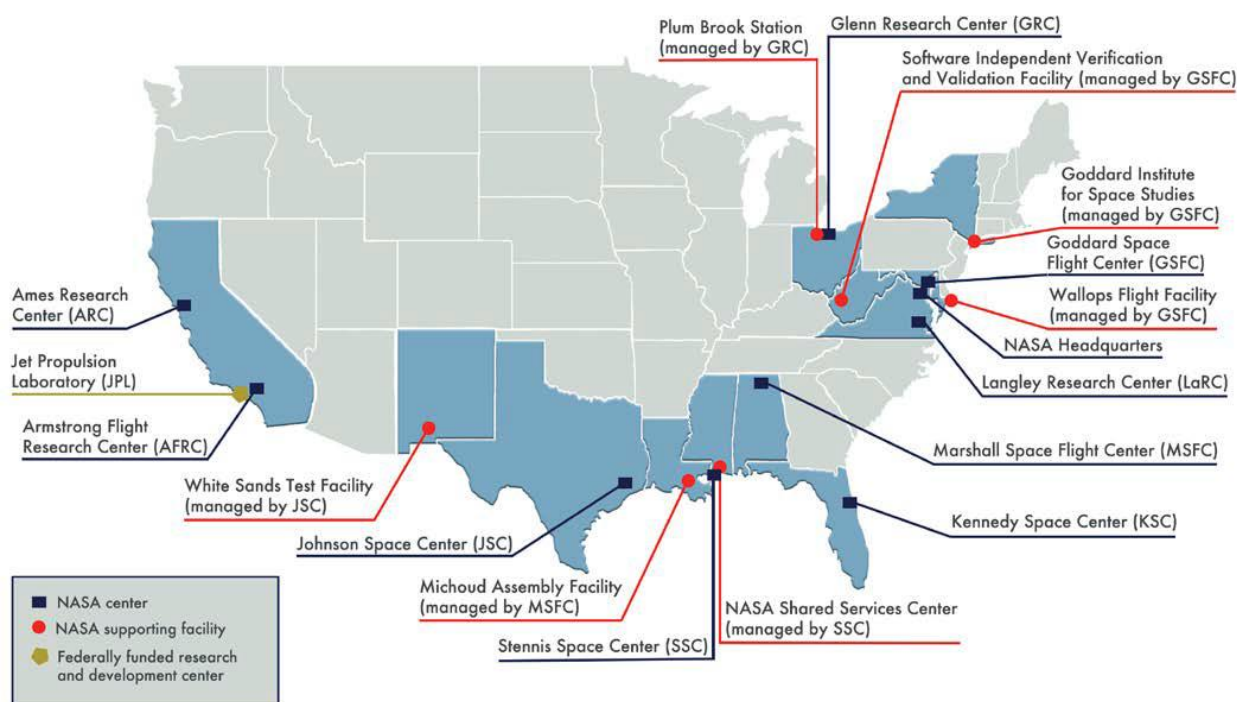 Plum Brook Station
(managed by GRC)
Glenn Research Center (GRC)
Software Independent Verification
and Validation Facility (managed by GSFC)
Goddard Institute
for Space Studies
(managed by GSFC)
Goddard Space
Flight Center (GSFC)
Wallops Flight Facility
(managed by GSFC)
NASA Headquarters
Langley Research Center (LaRC)
Marshall Space Flight Center (MSFC)
Kennedy Space Center (KSC)
Ames Research
Center (ARC)
Jet Propulsion
Laboratory (JPL)
Armstrong Flight
Research Center (AFRC)
White Sands Test Facility
(managed by JSC)
Johnson Space Center (JSC)
Michoud Assembly Facility
(managed by MSFC)
Stennis Space Center (SSC)
NASA Shared Services Center
(managed by SSC)
NASA center
NASA supporting facility
Federally funded research
and development center